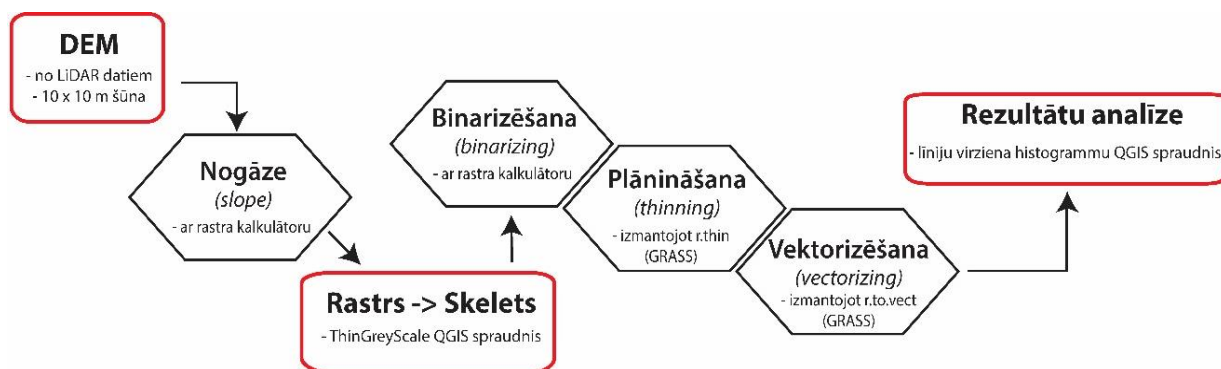 DEM
- no LiDAR datiem
- 10 x 10 m šūna
Nogāze
(slope)
- ar rastra kalkulātoru
Rastrs -> Skelets
- ThinGreyScale QGIS spraudnis
Binarizēšana
(binarizing)
- ar rastra kalkulātoru
Plānināšana
(thinning)
- izmantojot r.thin
(GRASS)
Vektorizēšana
(vectorizing)
- izmantojot r.to.vect
(GRASS)
Rezultātu analīze
- līniju virziena histogrammu QGIS spraudnis